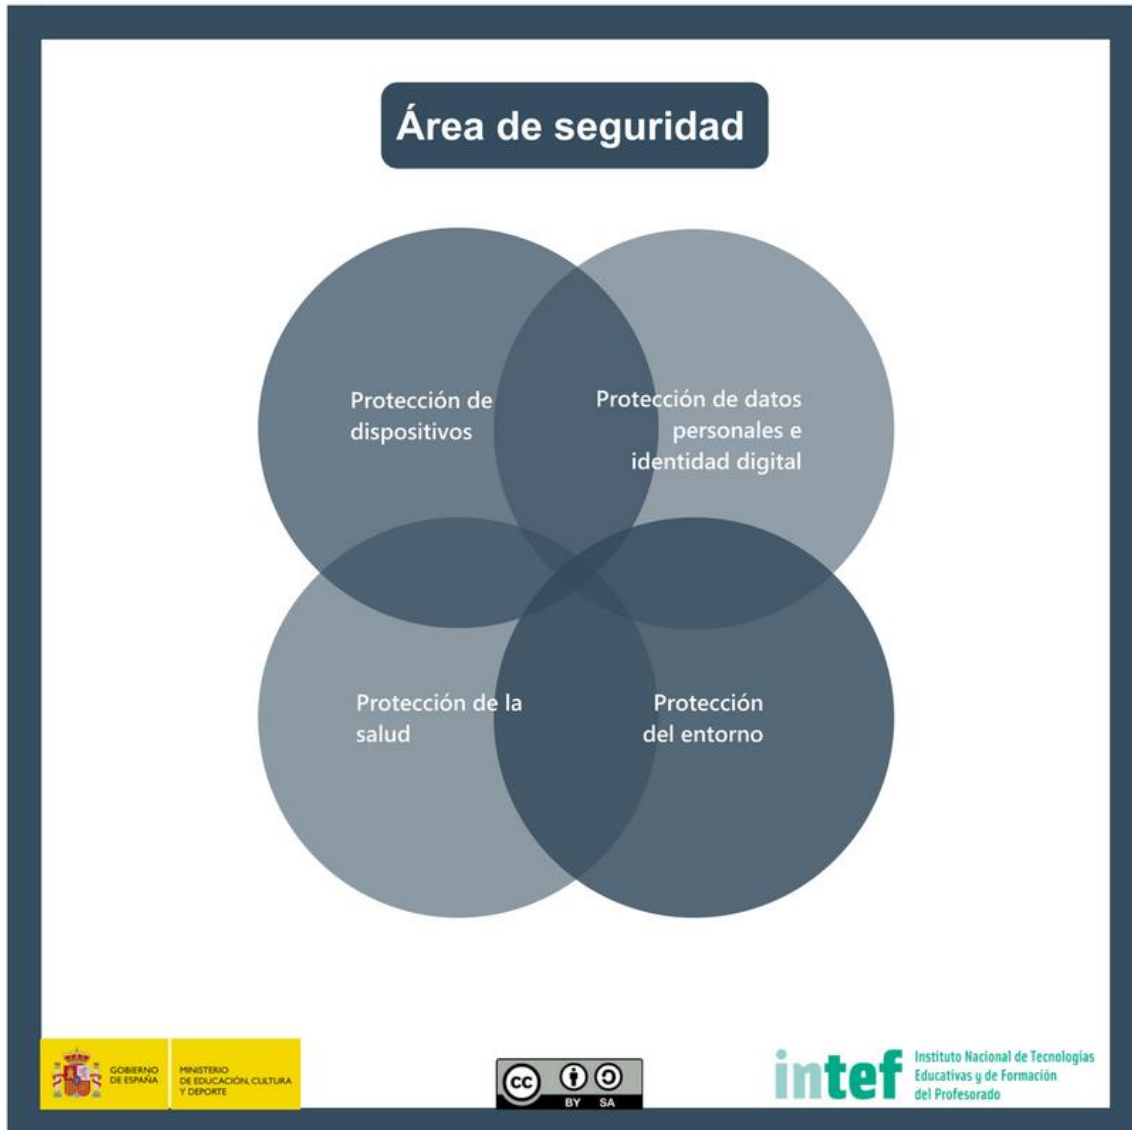 Área de seguridad
Protección de
dispositivos
Protección de datos
personales e
identidad digital
Protección de la
salud
Protección
del entorno
GOBIERNO
DE ESPAÑA
MINISTERIO
DE EDUCACIÓN, CULTURA
Y DEPORTE
cc
BY SA
intef
Instituto Nacional de Tecnologías
Educativas y de Formación
del Profesorado